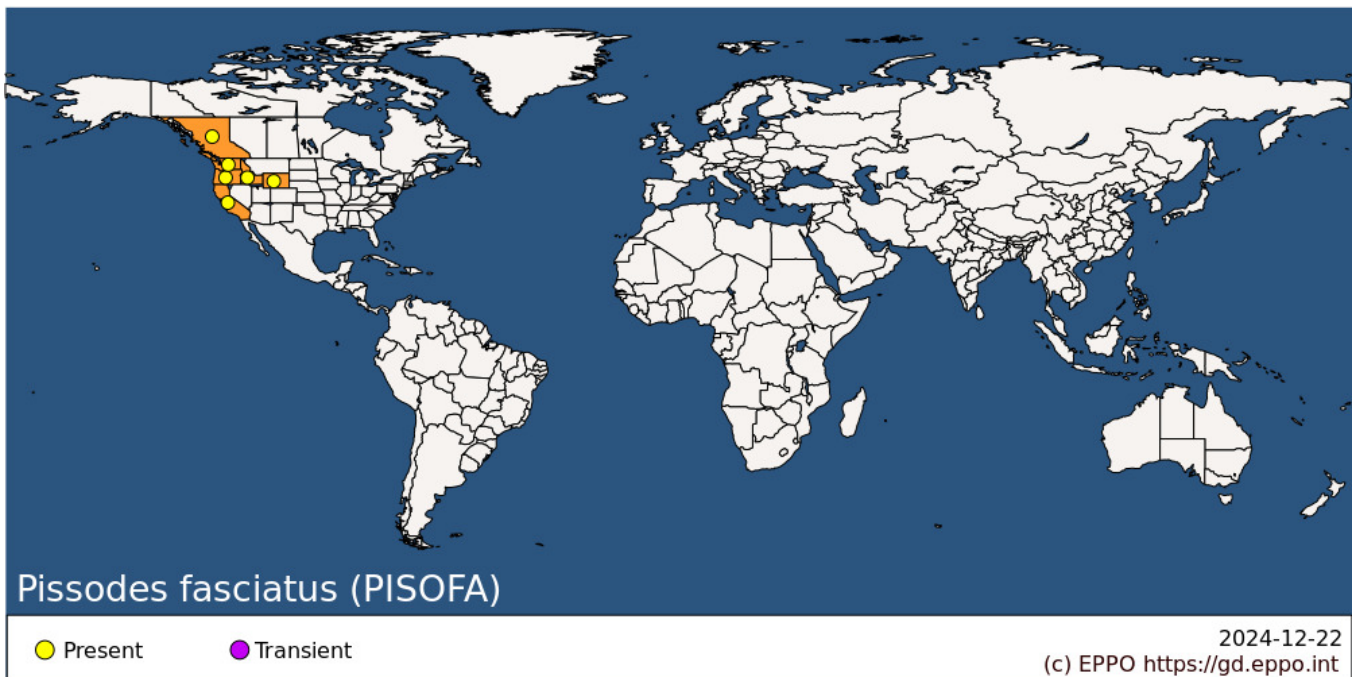 Pissodes fasciatus (PISOFA)
Present
Transient
2024-12-22
(c) EPPO https://gd.eppo.int